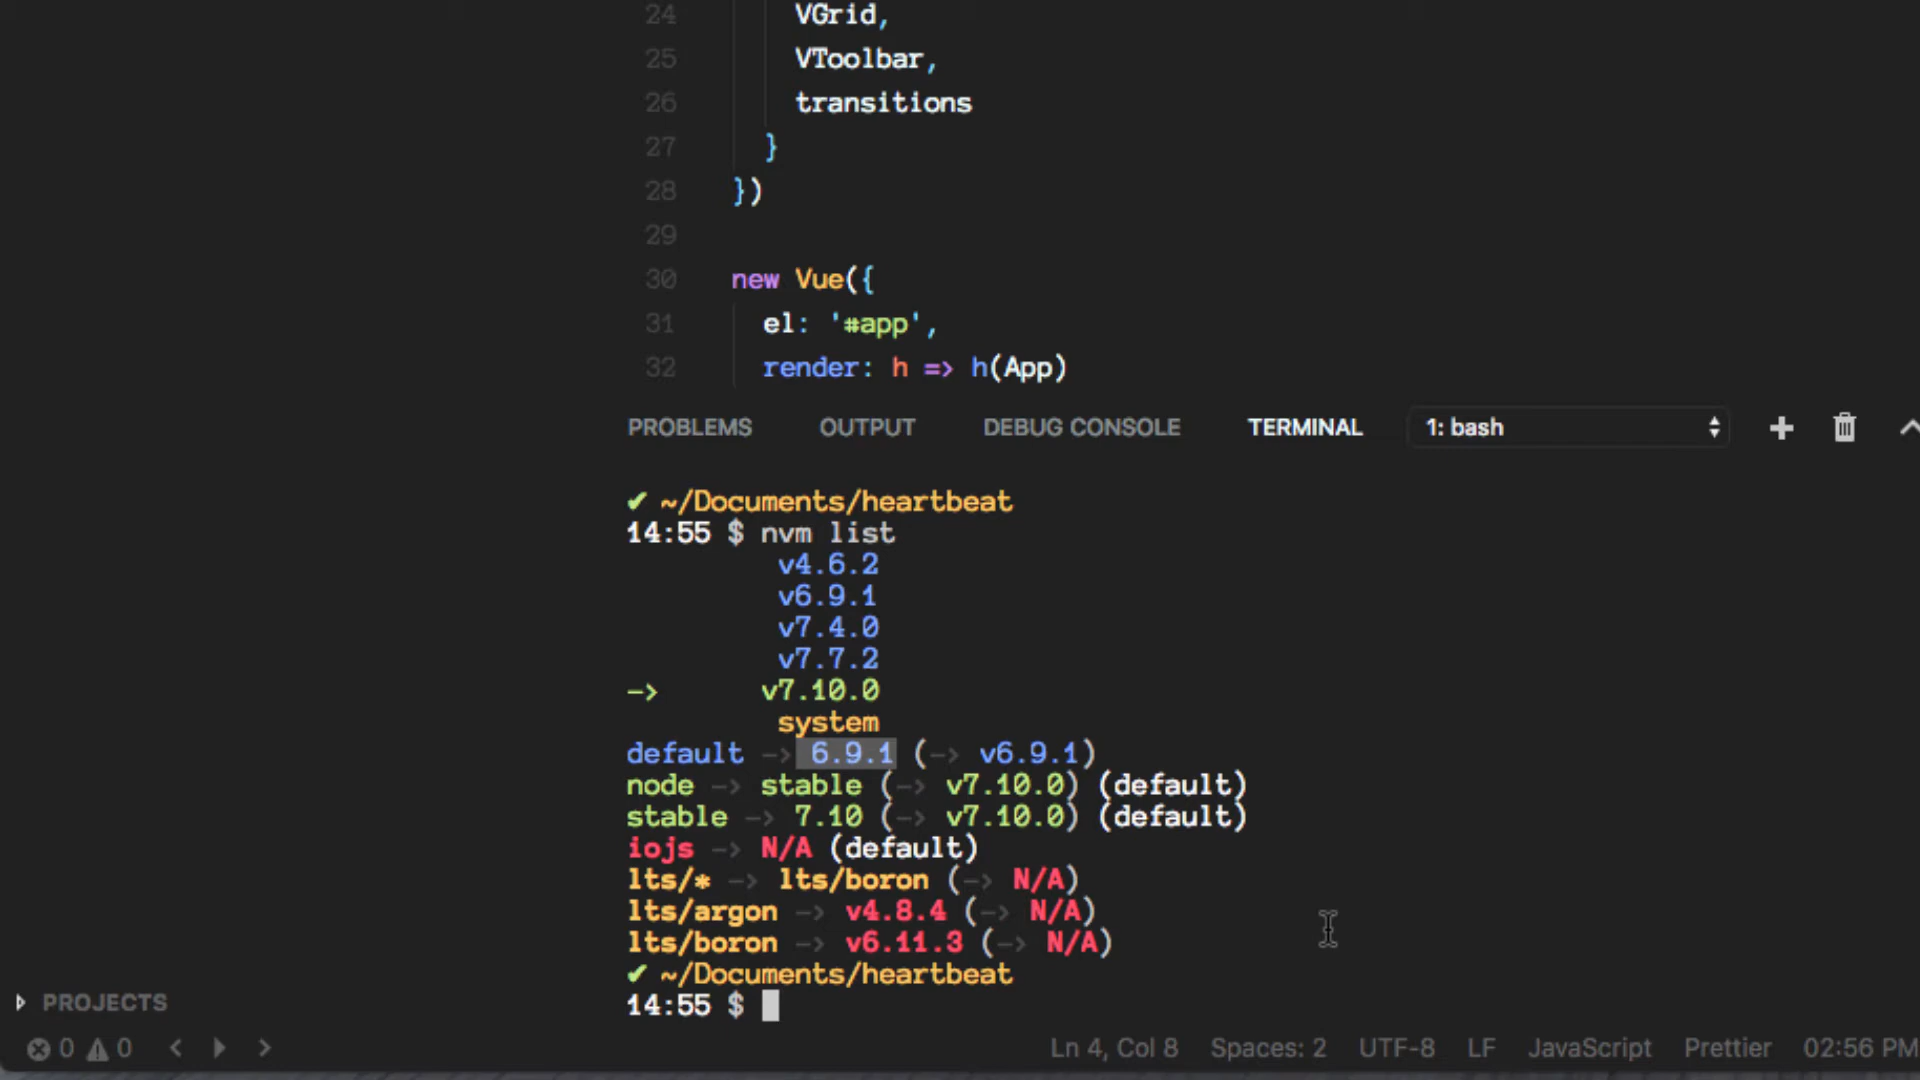 24 VGrid,
25 VToolbar,
26 transitions
27 }
28 })
29
30 new Vue({
31 el: '#app',
32 render: h => h(App)
PROBLEMS OUTPUT DEBUG CONSOLE TERMINAL 1: bash
✔ ~/Documents/heartbeat
14:55 $ nvm list
v4.6.2
v6.9.1
v7.4.0
v7.7.2
-> v7.10.0
system
default -> 6.9.1 (-> v6.9.1)
node -> stable (-> v7.10.0) (default)
stable -> 7.10 (-> v7.10.0) (default)
iojs -> N/A (default)
lts/* -> lts/boron (-> N/A)
lts/argon -> v4.8.4 (-> N/A)
lts/boron -> v6.11.3 (-> N/A)
✔ ~/Documents/heartbeat
14:55 $
PROJECTS
0 0 Ln 4, Col 8 Spaces: 2 UTF-8 LF JavaScript Prettier 02:56 PM